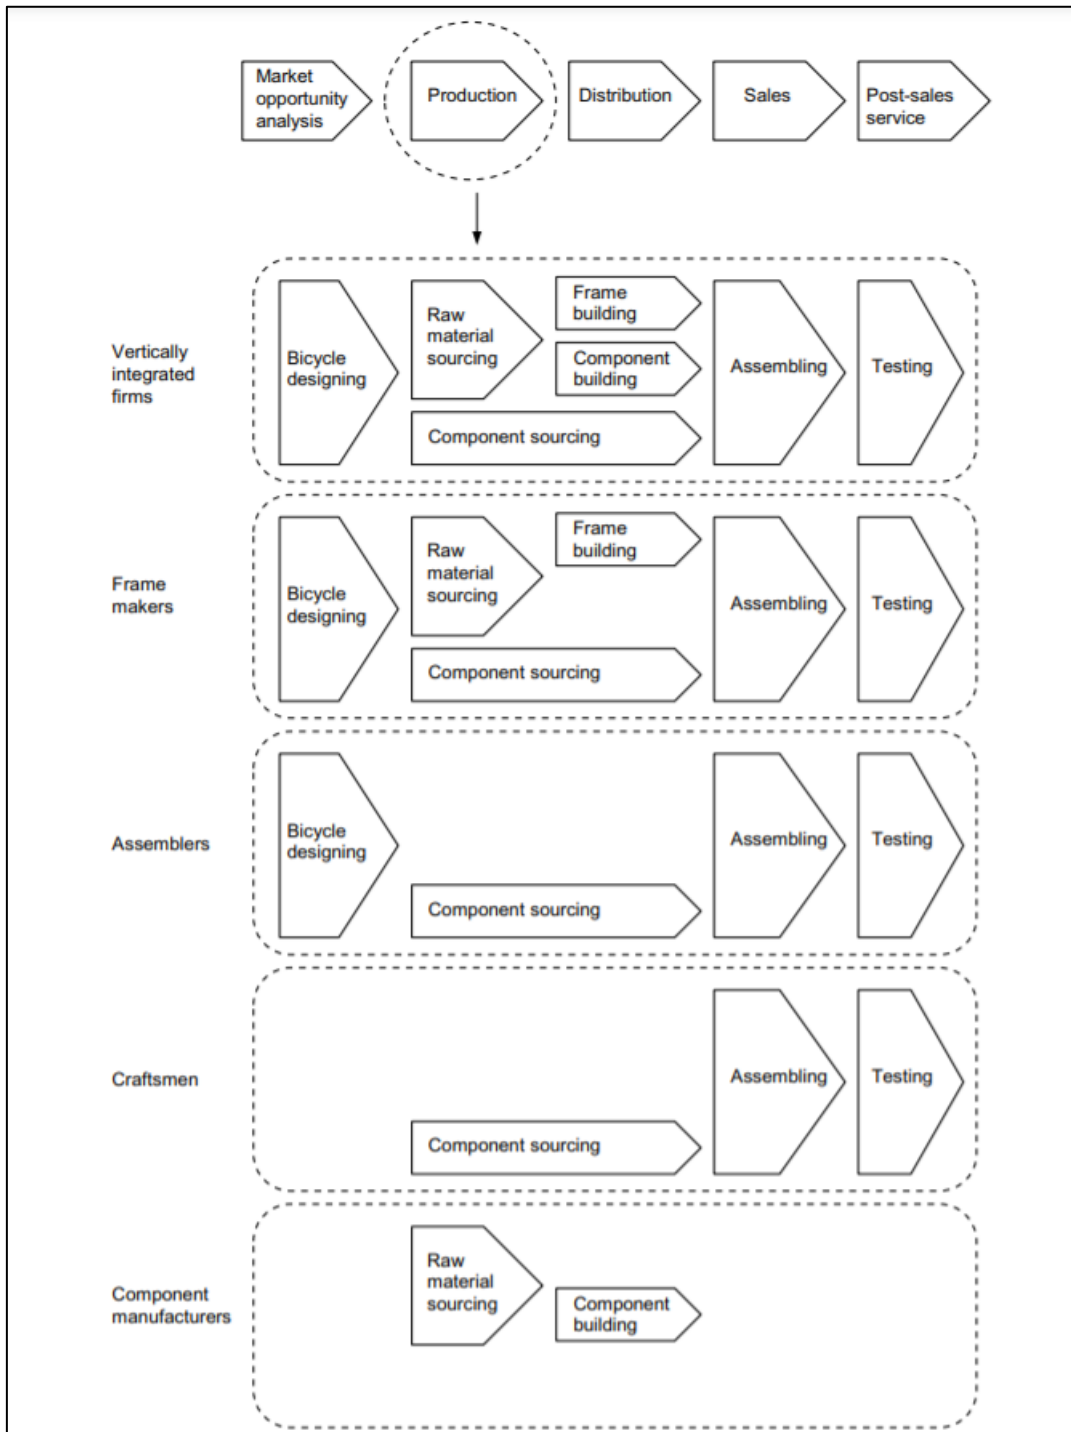 Market
opportunity
analysis
Production
Distribution
Sales
Post-sales
service
Vertically
integrated
firms
Bicycle
designing
Raw
material
sourcing
Frame
building
Component
building
Component sourcing
Assembling
Testing
Frame
makers
Bicycle
designing
Raw
material
sourcing
Frame
building
Component sourcing
Assembling
Testing
Assemblers
Bicycle
designing
Component sourcing
Assembling
Testing
Craftsmen
Component sourcing
Assembling
Testing
Component
manufacturers
Raw
material
sourcing
Component
building